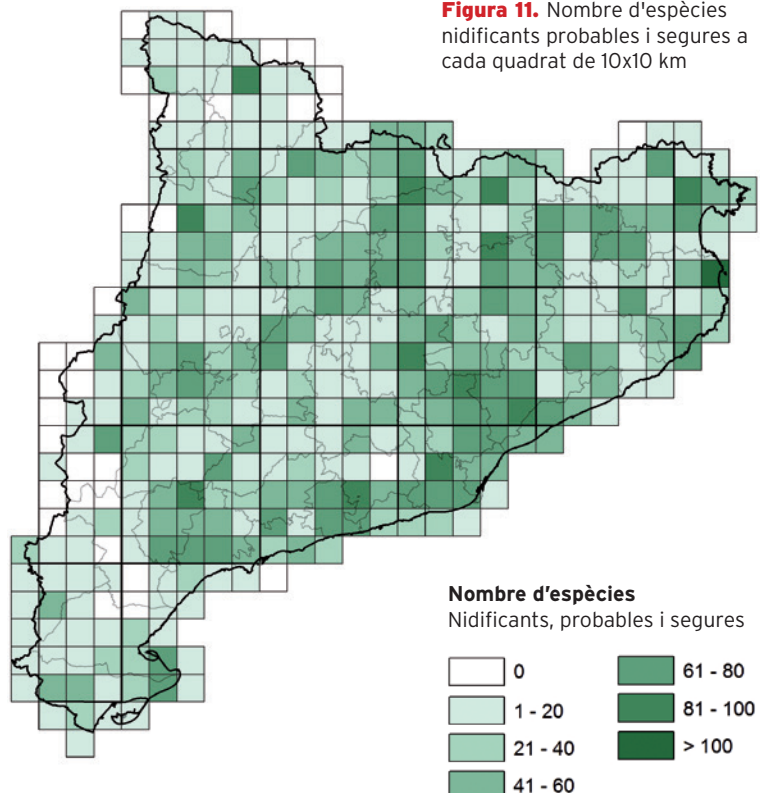 Figura 11. Nombre d'espècies
nidificants probables i segures a
cada quadrat de 10x10 km
Nombre d’espècies
Nidificants, probables i segures
0
1 - 20
21 - 40
41 - 60
61 - 80
81 - 100
> 100